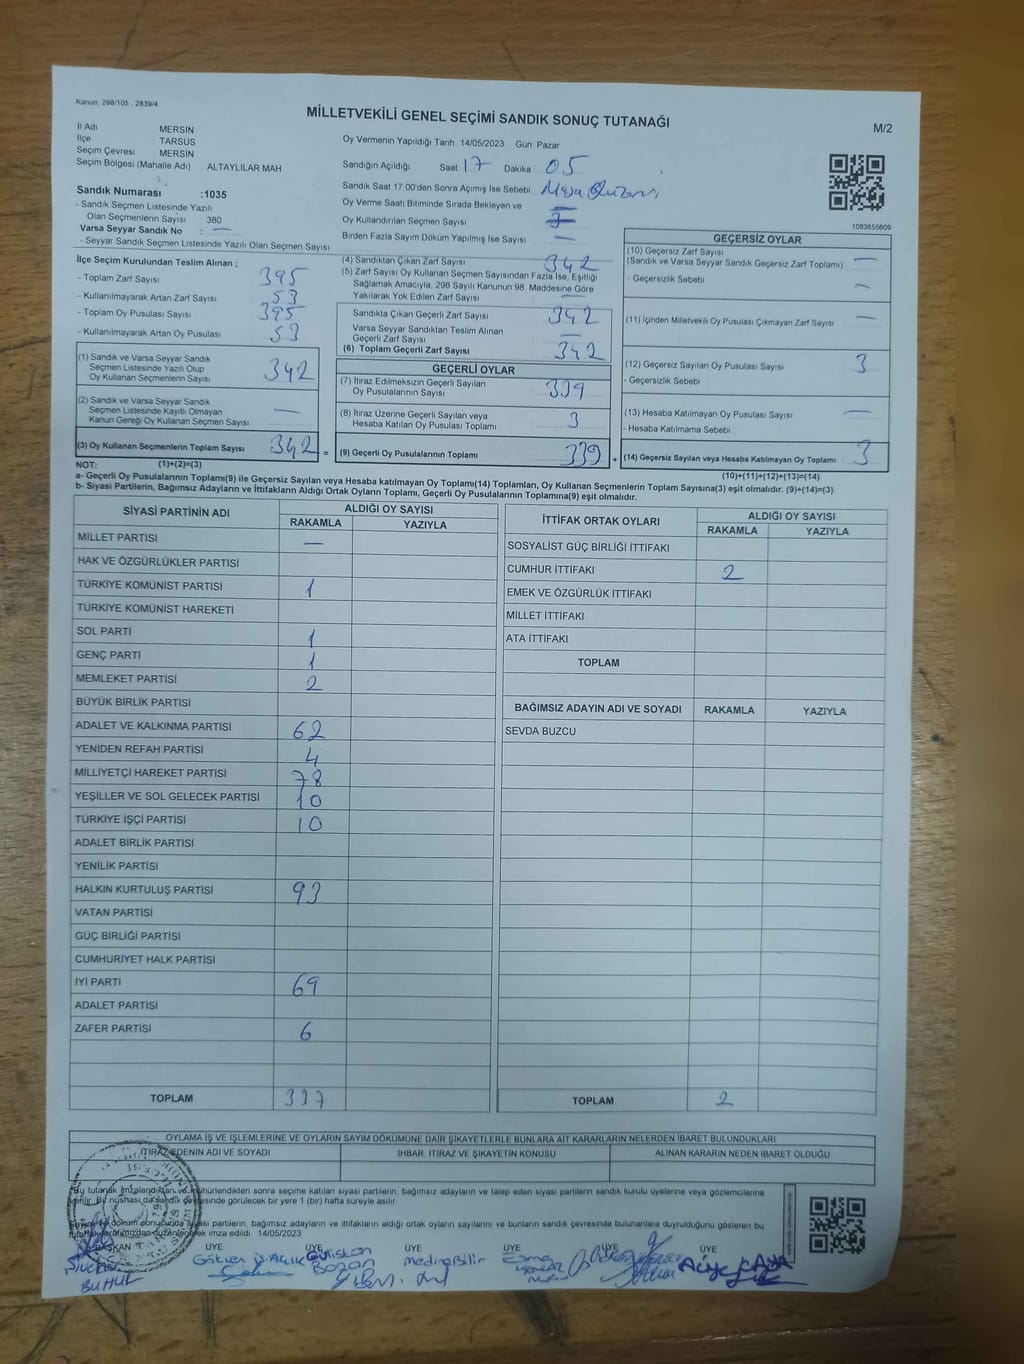 Kanun: 298/105 , 2839/4
MİLLETVEKİLİ GENEL SEÇİMİ SANDIK SONUÇ TUTANAĞI
M/2
İl Adı MERSİN
İlçe TARSUS
Seçim Çevresi MERSİN
Seçim Bölgesi (Mahalle Adı) ALTAYLILAR MAH
Sandık Numarası :1035
- Sandık Seçmen Listesinde Yazılı
Olan Seçmenlerin Sayısı : 380
Varsa Seyyar Sandık No : —
- Seyyar Sandık Seçmen Listesinde Yazılı Olan Seçmen Sayısı
Oy Vermenin Yapıldığı Tarih 14/05/2023 Gün Pazar
Sandığın Açıldığı Saat 17 Dakika 05
Sandık Saat 17:00'den Sonra Açımış İse Sebebi Masa Düzeni
Oy Verme Saati Bitiminde Sırada Bekleyen ve
Oy Kullandırılan Seçmen Sayısı
Birden Fazla Sayım Döküm Yapılmış İse Sayısı —
1083655609
İlçe Seçim Kurulundan Teslim Alınan ;
- Toplam Zarf Sayısı 395
- Kullanılmayarak Artan Zarf Sayısı 53
- Toplam Oy Pusulası Sayısı 395
- Kullanılmayarak Artan Oy Pusulası 53
(1) Sandık ve Varsa Seyyar Sandık
Seçmen Listesinde Yazılı Olup
Oy Kullanan Seçmenlerin Sayısı 342
(2) Sandık ve Varsa Seyyar Sandık
Seçmen Listesinde Kayıtlı Olmayan
Kanun Gereği Oy Kullanan Seçmen Sayısı —
(3) Oy Kullanan Seçmenlerin Toplam Sayısı 342 =
(4) Sandıktan Çıkan Zarf Sayısı 342
(5) Zarf Sayısı Oy Kullanan Seçmen Sayısından Fazla İse, Eşitliği
Sağlamak Amacıyla, 298 Sayılı Kanunun 98. Maddesine Göre
Yakılarak Yok Edilen Zarf Sayısı —
Sandıkta Çıkan Geçerli Zarf Sayısı 342
Varsa Seyyar Sandıktan Teslim Alınan
Geçerli Zarf Sayısı —
(6) Toplam Geçerli Zarf Sayısı 342
GEÇERLİ OYLAR
(7) İtiraz Edilmeksizin Geçerli Sayılan
Oy Pusulalarının Sayısı 339
(8) İtiraz Üzerine Geçerli Sayılan veya
Hesaba Katılan Oy Pusulası Toplamı 3
(9) Geçerli Oy Pusulalarının Toplamı 339 +
GEÇERSİZ OYLAR
(10) Geçersiz Zarf Sayısı
(Sandık ve Varsa Seyyar Sandık Geçersiz Zarf Toplamı) —
- Geçersizlik Sebebi —
(11) İçinden Milletvekili Oy Pusulası Çıkmayan Zarf Sayısı —
(12) Geçersiz Sayılan Oy Pusulası Sayısı 3
- Geçersizlik Sebebi
(13) Hesaba Katılmayan Oy Pusulası Sayısı —
- Hesaba Katılmama Sebebi
(14) Geçersiz Sayılan veya Hesaba Katılmayan Oy Toplamı 3
NOT: (1)+(2)=(3)
(10)+(11)+(12)+(13)=(14)
a- Geçerli Oy Pusulalarının Toplamı(9) ile Geçersiz Sayılan veya Hesaba katılmayan Oy Toplamı(14) Toplamları, Oy Kullanan Seçmenlerin Toplam Sayısına(3) eşit olmalıdır. (9)+(14)=(3)
b- Siyasi Partilerin, Bağımsız Adayların ve İttifakların Aldığı Ortak Oyların Toplamı, Geçerli Oy Pusulalarının Toplamına(9) eşit olmalıdır.
SİYASİ PARTİNİN ADI ALDIĞI OY SAYISI
RAKAMLA YAZIYLA
MİLLET PARTİSİ —
HAK VE ÖZGÜRLÜKLER PARTİSİ
TÜRKİYE KOMÜNİST PARTİSİ 1
TÜRKİYE KOMÜNİST HAREKETİ
SOL PARTİ 1
GENÇ PARTİ 1
MEMLEKET PARTİSİ 2
BÜYÜK BİRLİK PARTİSİ
ADALET VE KALKINMA PARTİSİ 62
YENİDEN REFAH PARTİSİ 4
MİLLİYETÇİ HAREKET PARTİSİ 78
YEŞİLLER VE SOL GELECEK PARTİSİ 10
TÜRKİYE İŞÇİ PARTİSİ 10
ADALET BİRLİK PARTİSİ
YENİLİK PARTİSİ
HALKIN KURTULUŞ PARTİSİ 93
VATAN PARTİSİ
GÜÇ BİRLİĞİ PARTİSİ
CUMHURİYET HALK PARTİSİ
İYİ PARTİ 69
ADALET PARTİSİ
ZAFER PARTİSİ 6
TOPLAM 337
İTTİFAK ORTAK OYLARI ALDIĞI OY SAYISI
RAKAMLA YAZIYLA
SOSYALİST GÜÇ BİRLİĞİ İTTİFAKI
CUMHUR İTTİFAKI 2
EMEK VE ÖZGÜRLÜK İTTİFAKI
MİLLET İTTİFAKI
ATA İTTİFAKI
TOPLAM
BAĞIMSIZ ADAYIN ADI VE SOYADI RAKAMLA YAZIYLA
SEVDA BUZCU
TOPLAM 2
OYLAMA İŞ VE İŞLEMLERİNE VE OYLARIN SAYIM DÖKÜMÜNE DAİR ŞİKAYETLERLE BUNLARA AİT KARARLARIN NELERDEN İBARET BULUNDUKLARI
İTİRAZ EDENİN ADI VE SOYADI İHBAR, İTİRAZ VE ŞİKAYETİN KONUSU ALINAN KARARIN NEDEN İBARET OLDUĞU
Bu tutanak imzalandıktan ve mühürlendikten sonra seçime katılan siyasi partilerin, bağımsız adayların ve talep eden siyasi partilerin sandık kurulu üyelerine veya gözlemcilerine
verilir. Bu nüshası da sandık çevresinde görülecek bir yere 1 (bir) hafta süreyle asılır.
döküm sonucunda siyasi partilerin, bağımsız adayların ve ittifakların aldığı ortak oyların sayılarını ve bunların sandık çevresinde bulunanlara duyrulduğunu gösteren bu
tutanak tarafımızdan düzenlenerek imza edildi 14/05/2023
BAŞKAN ÜYE ÜYE ÜYE ÜYE ÜYE
Gökçen Gülistan Bozan Medine Bilir Esma Ayşe KAYA